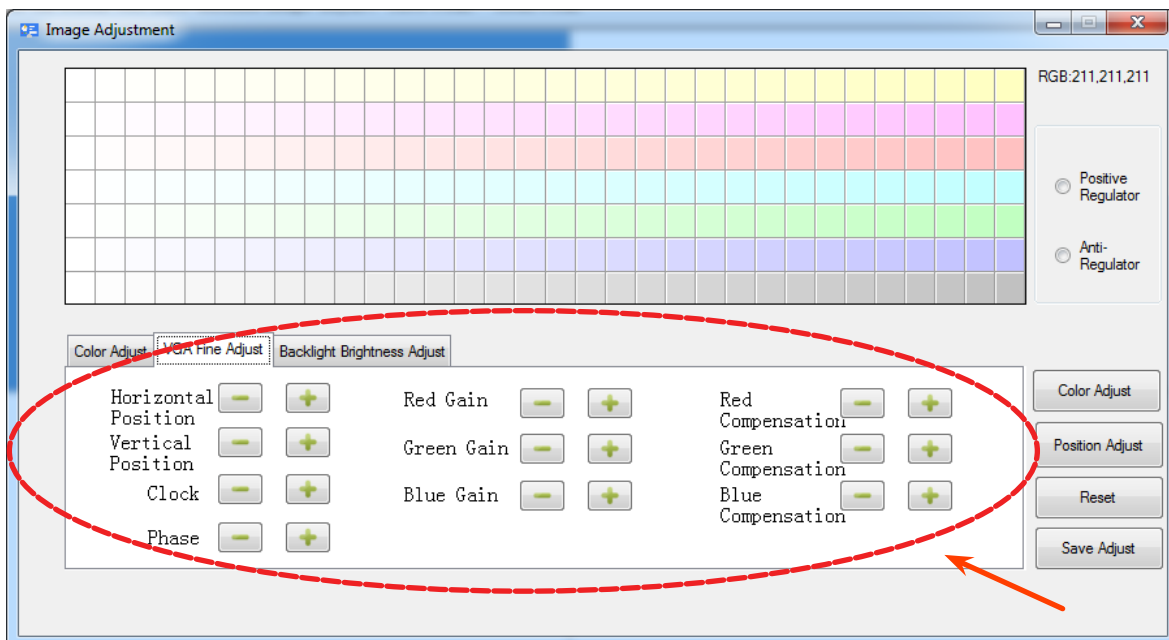 Image Adjustment
RGB:211,211,211
Positive
Regulator
Anti-
Regulator
Color Adjust
VGA Fine Adjust
Backlight Brightness Adjust
Horizontal
Position
Vertical
Position
Clock
Phase
Red Gain
Green Gain
Blue Gain
Red
Compensation
Green
Compensation
Blue
Compensation
Color Adjust
Position Adjust
Reset
Save Adjust